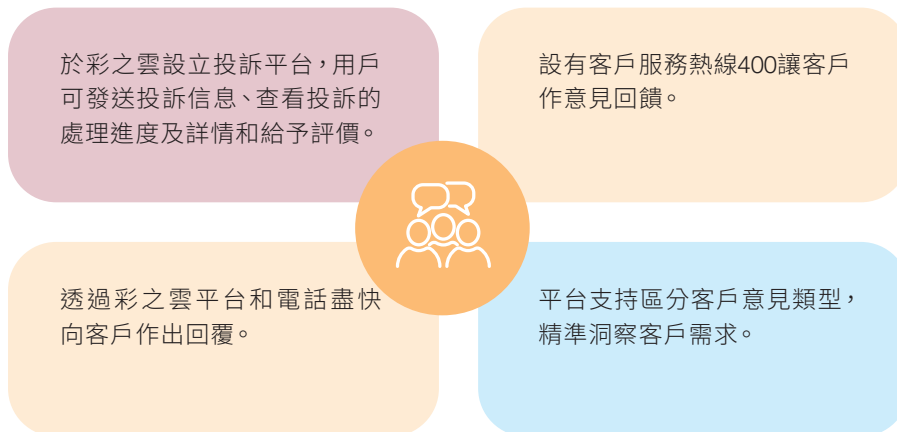 於彩之雲設立投訴平台，用戶
可發送投訴信息、查看投訴的
處理進度及詳情和給予評價。
設有客戶服務熱線400讓客戶
作意見回饋。
透過彩之雲平台和電話盡快
向客戶作出回覆。
平台支持區分客戶意見類型，
精準洞察客戶需求。